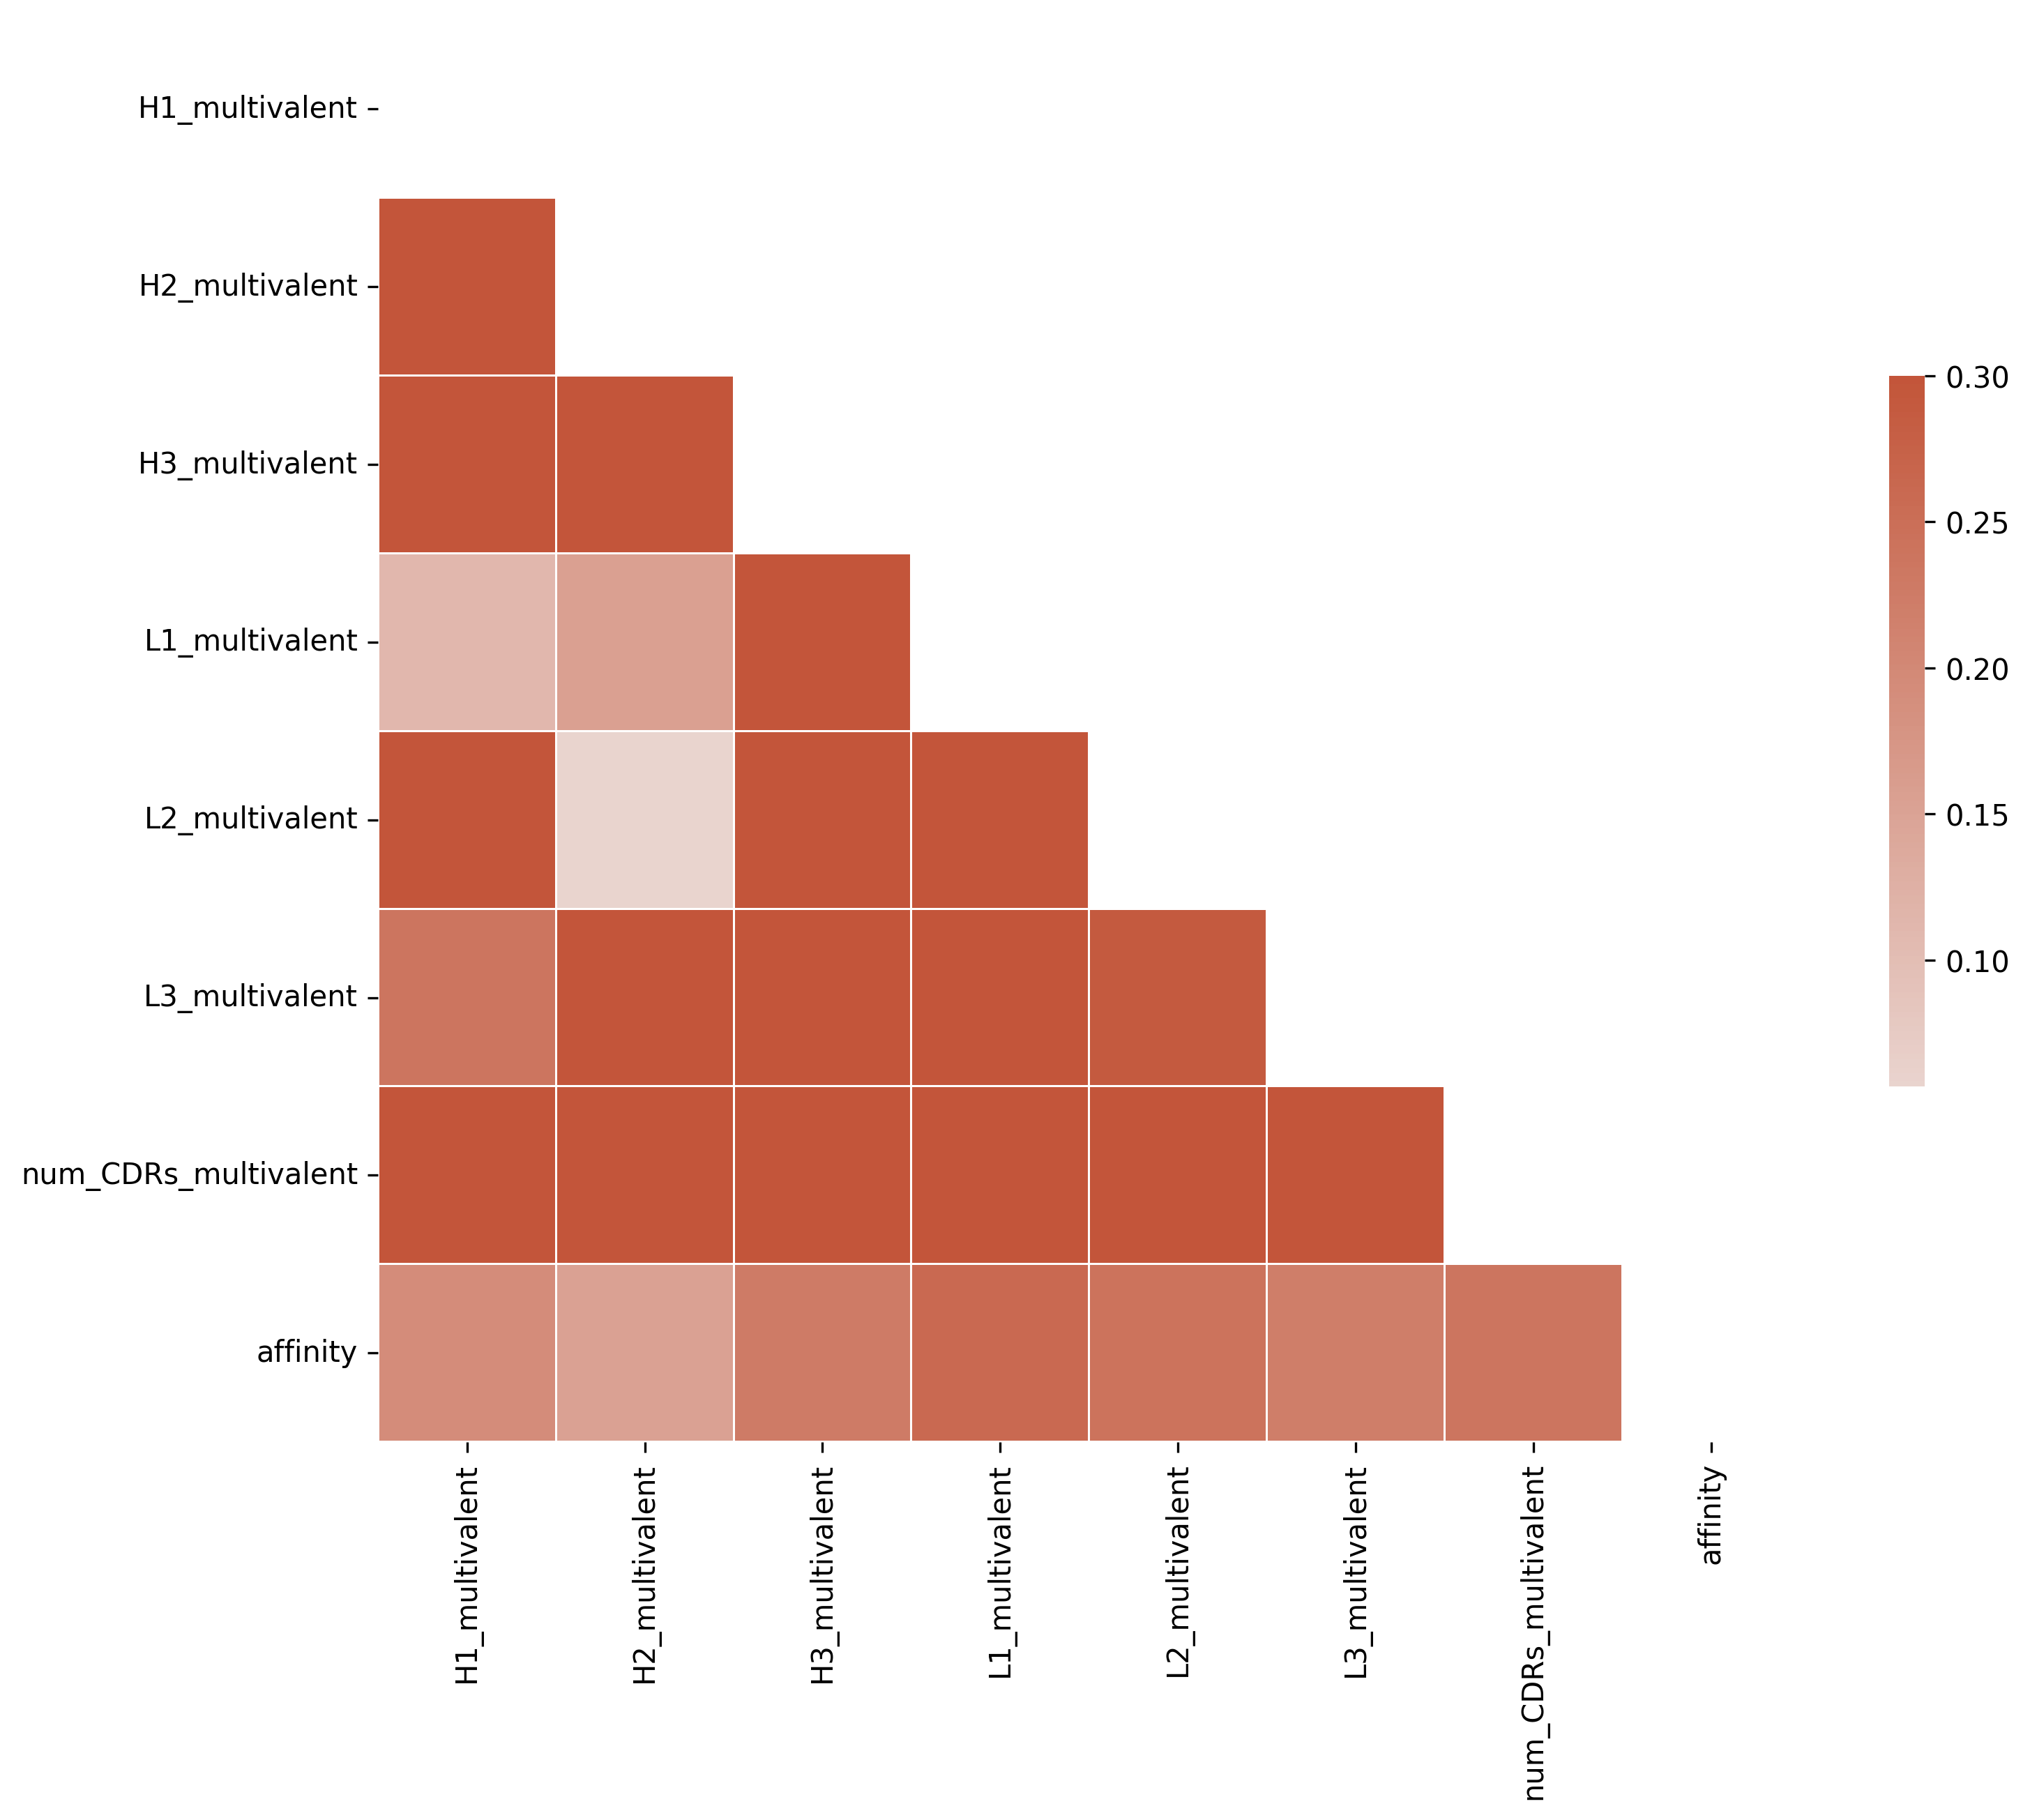 H1_multivalent
H2_multivalent
H3_multivalent
L1_multivalent
L2_multivalent
L3_multivalent
num_CDRs_multivalent
affinity
H1_multivalent
H2_multivalent
H3_multivalent
L1_multivalent
L2_multivalent
L3_multivalent
num_CDRs_multivalent
affinity
0.30
0.25
0.20
0.15
0.10